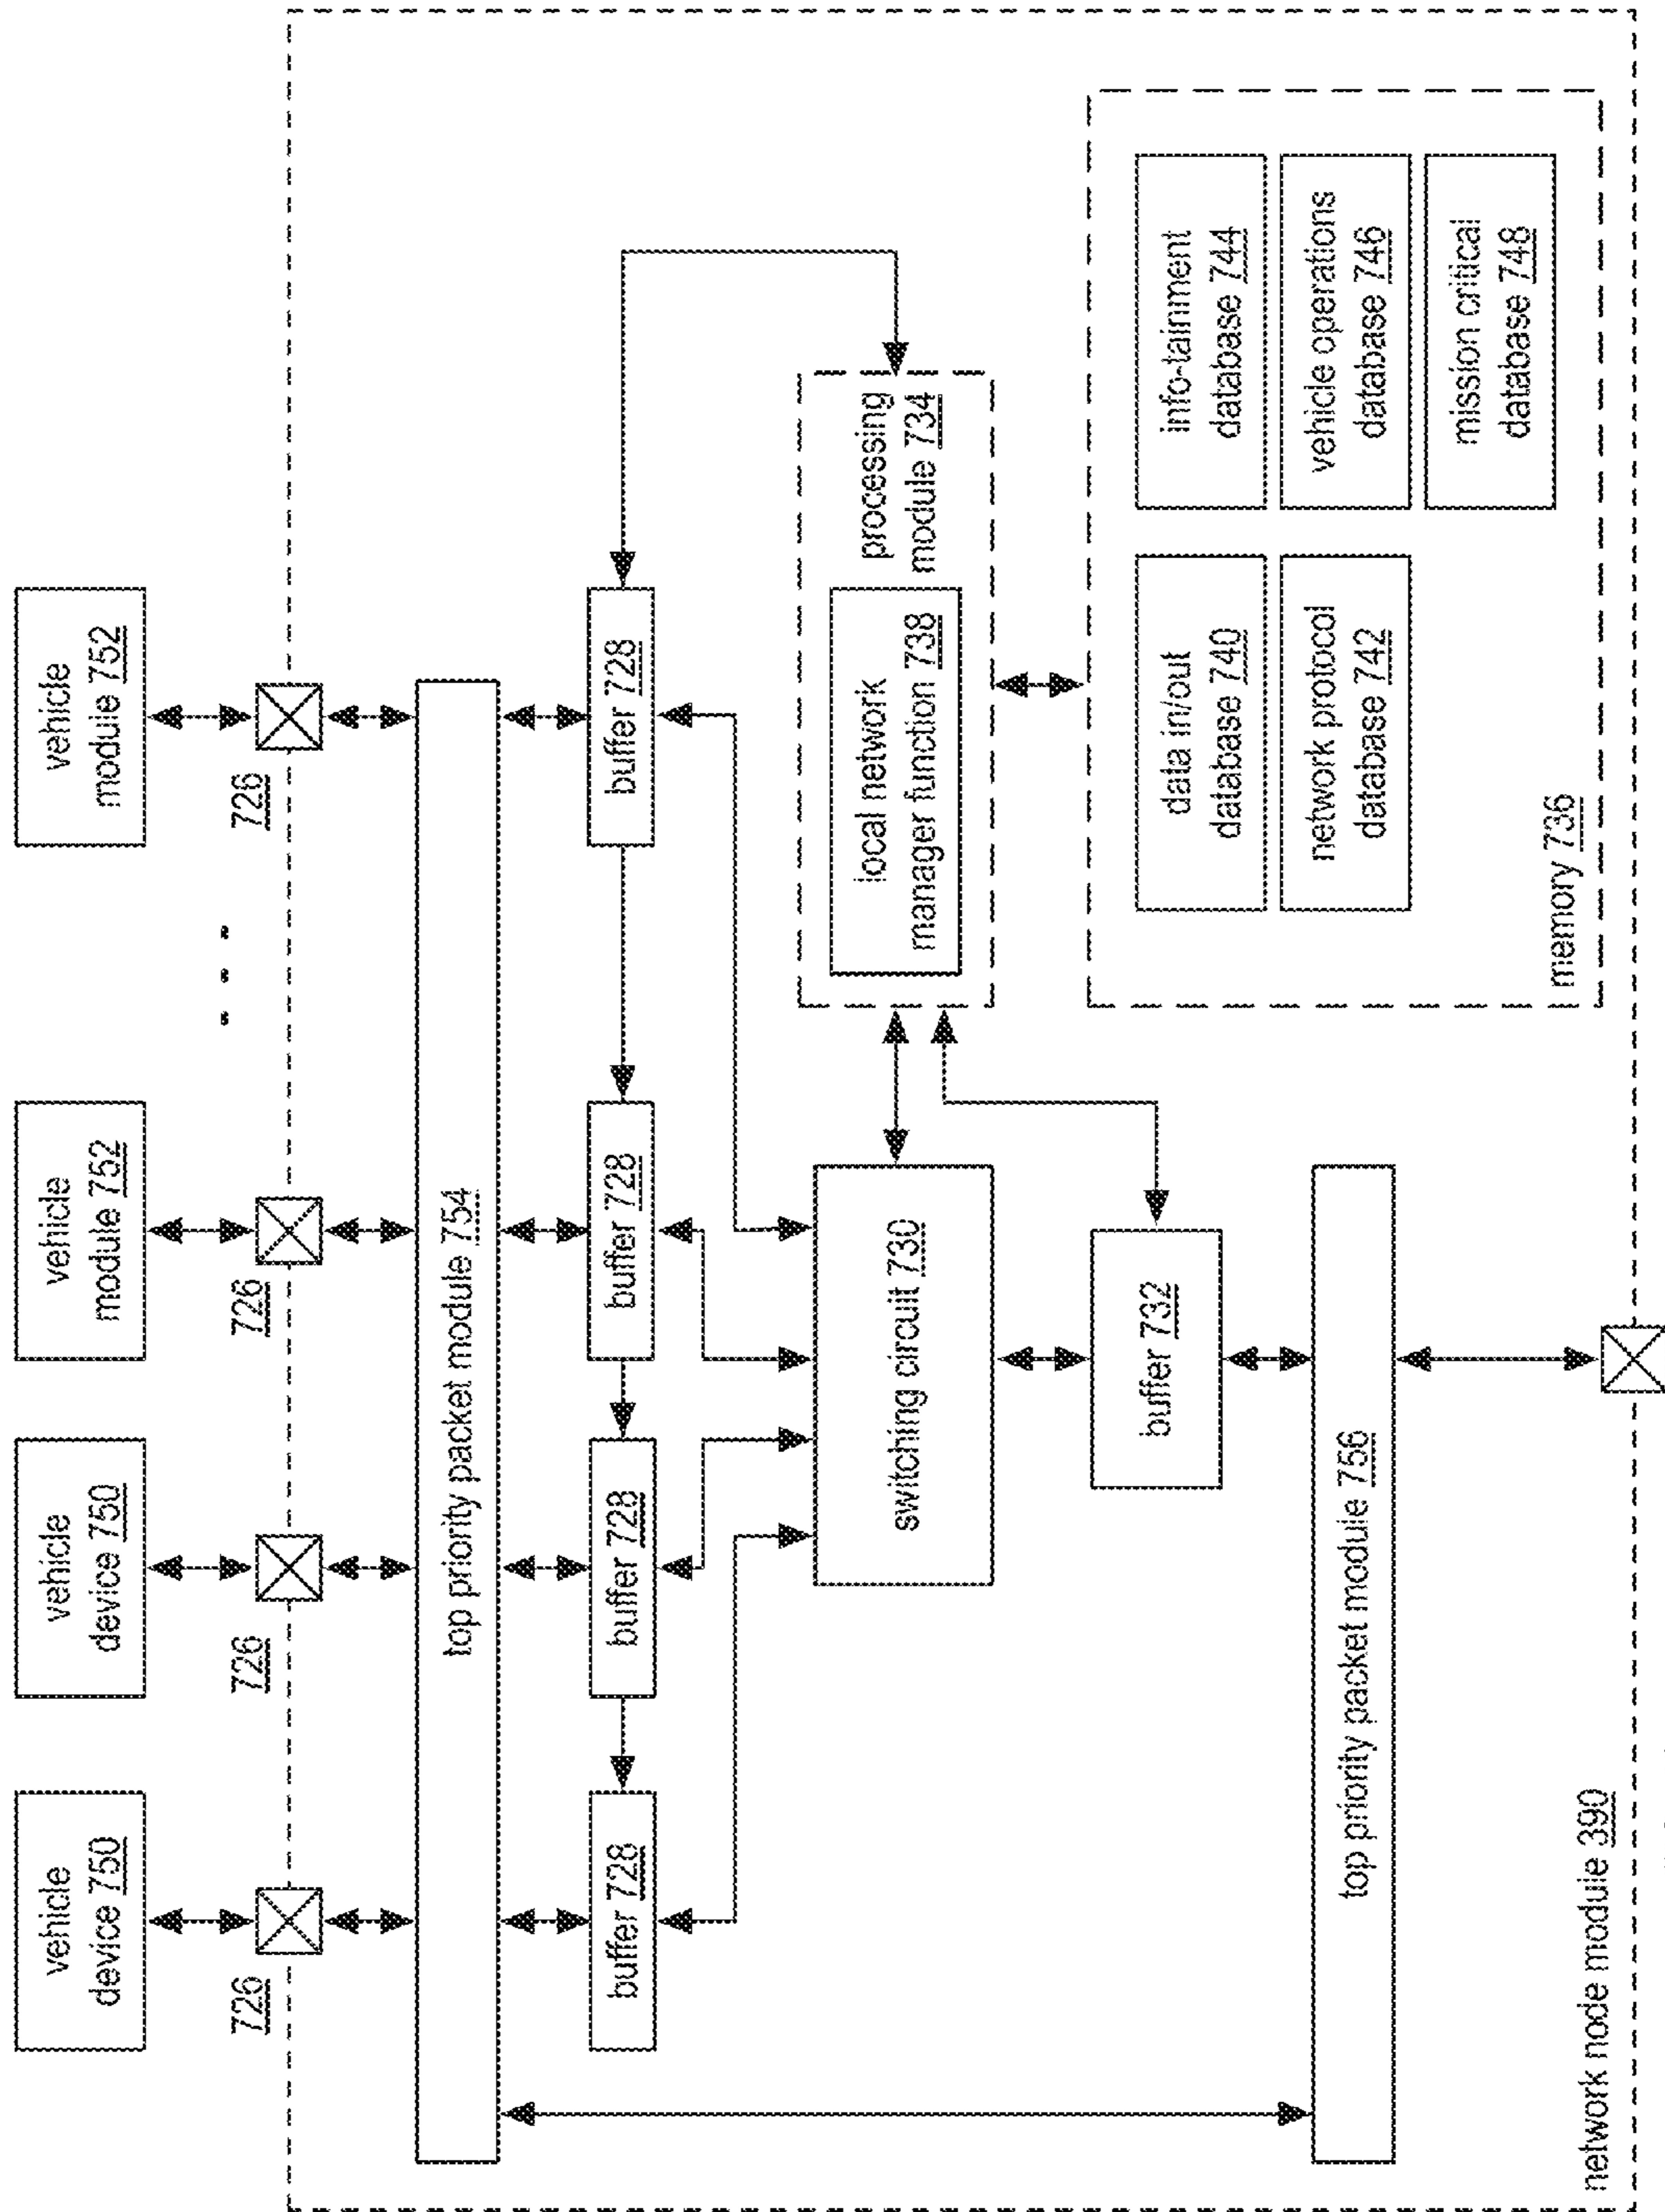 vehicle
device 750
vehicle
device 750
vehicle
module 752
vehicle
module 752
726
726
726
726
top priority packet module 754
buffer 728
buffer 728
buffer 728
buffer 728
switching circuit 730
local network
manager function 738
processing
module 734
buffer 732
top priority packet module 756
data in/out
database 740
network protocol
database 742
info-tainment
database 744
vehicle operations
database 746
mission critical
database 748
memory 736
network node module 390